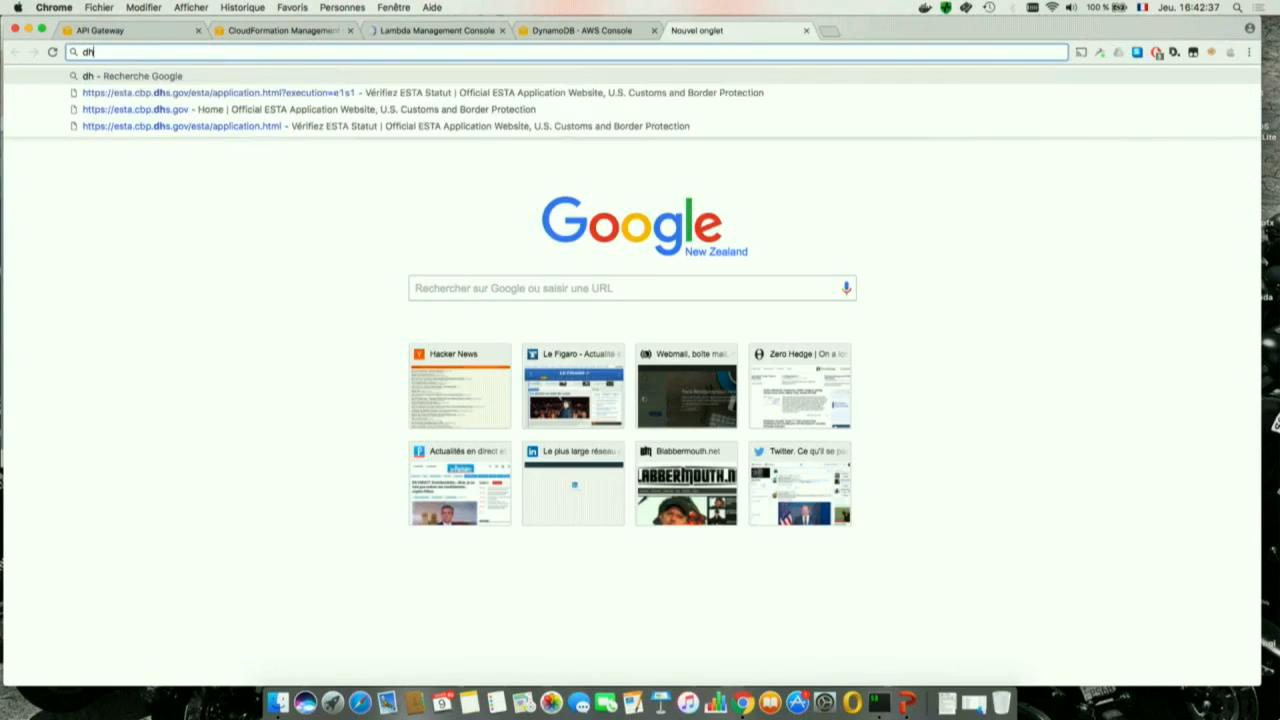 Chrome Fichier Modifier Afficher Historique Favoris Personnes Fenêtre Aide 100 % Jeu. 16:42:37
API Gateway CloudFormation Management Lambda Management Console DynamoDB · AWS Console Nouvel onglet
dh
dh - Recherche Google
https://esta.cbp.dhs.gov/esta/application.html?execution=e1s1 - Vérifiez ESTA Statut | Official ESTA Application Website, U.S. Customs and Border Protection
https://esta.cbp.dhs.gov - Home | Official ESTA Application Website, U.S. Customs and Border Protection
https://esta.cbp.dhs.gov/esta/application.html - Vérifiez ESTA Statut | Official ESTA Application Website, U.S. Customs and Border Protection
Google
New Zealand
Rechercher sur Google ou saisir une URL
Hacker News Le Figaro - Actualité Webmail, boîte mail, Zero Hedge | On a lon
LE FIGARO
Actualités en direct et Le plus large réseau Blabbermouth.net Twitter. Ce qu'il se pa
LABBERMOUTH.N
9